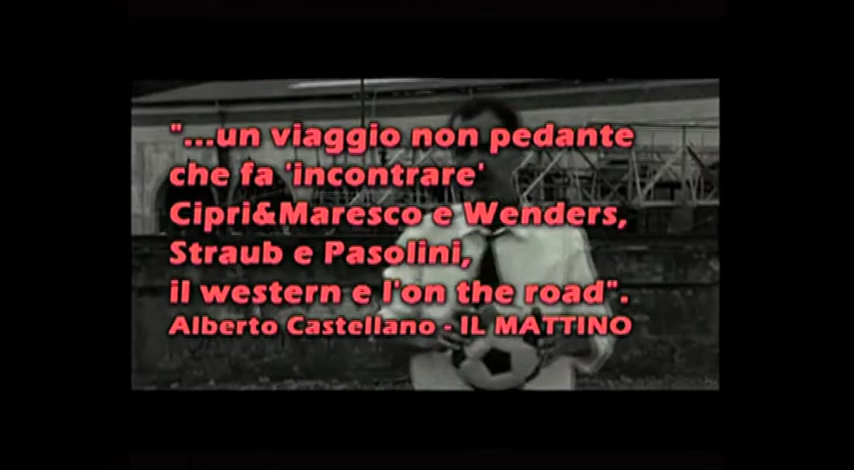 "...un viaggio non pedante
che fa 'incontrare'
Cipri&Maresco e Wenders,
Straub e Pasolini,
il western e l'on the road".
Alberto Castellano - IL MATTINO